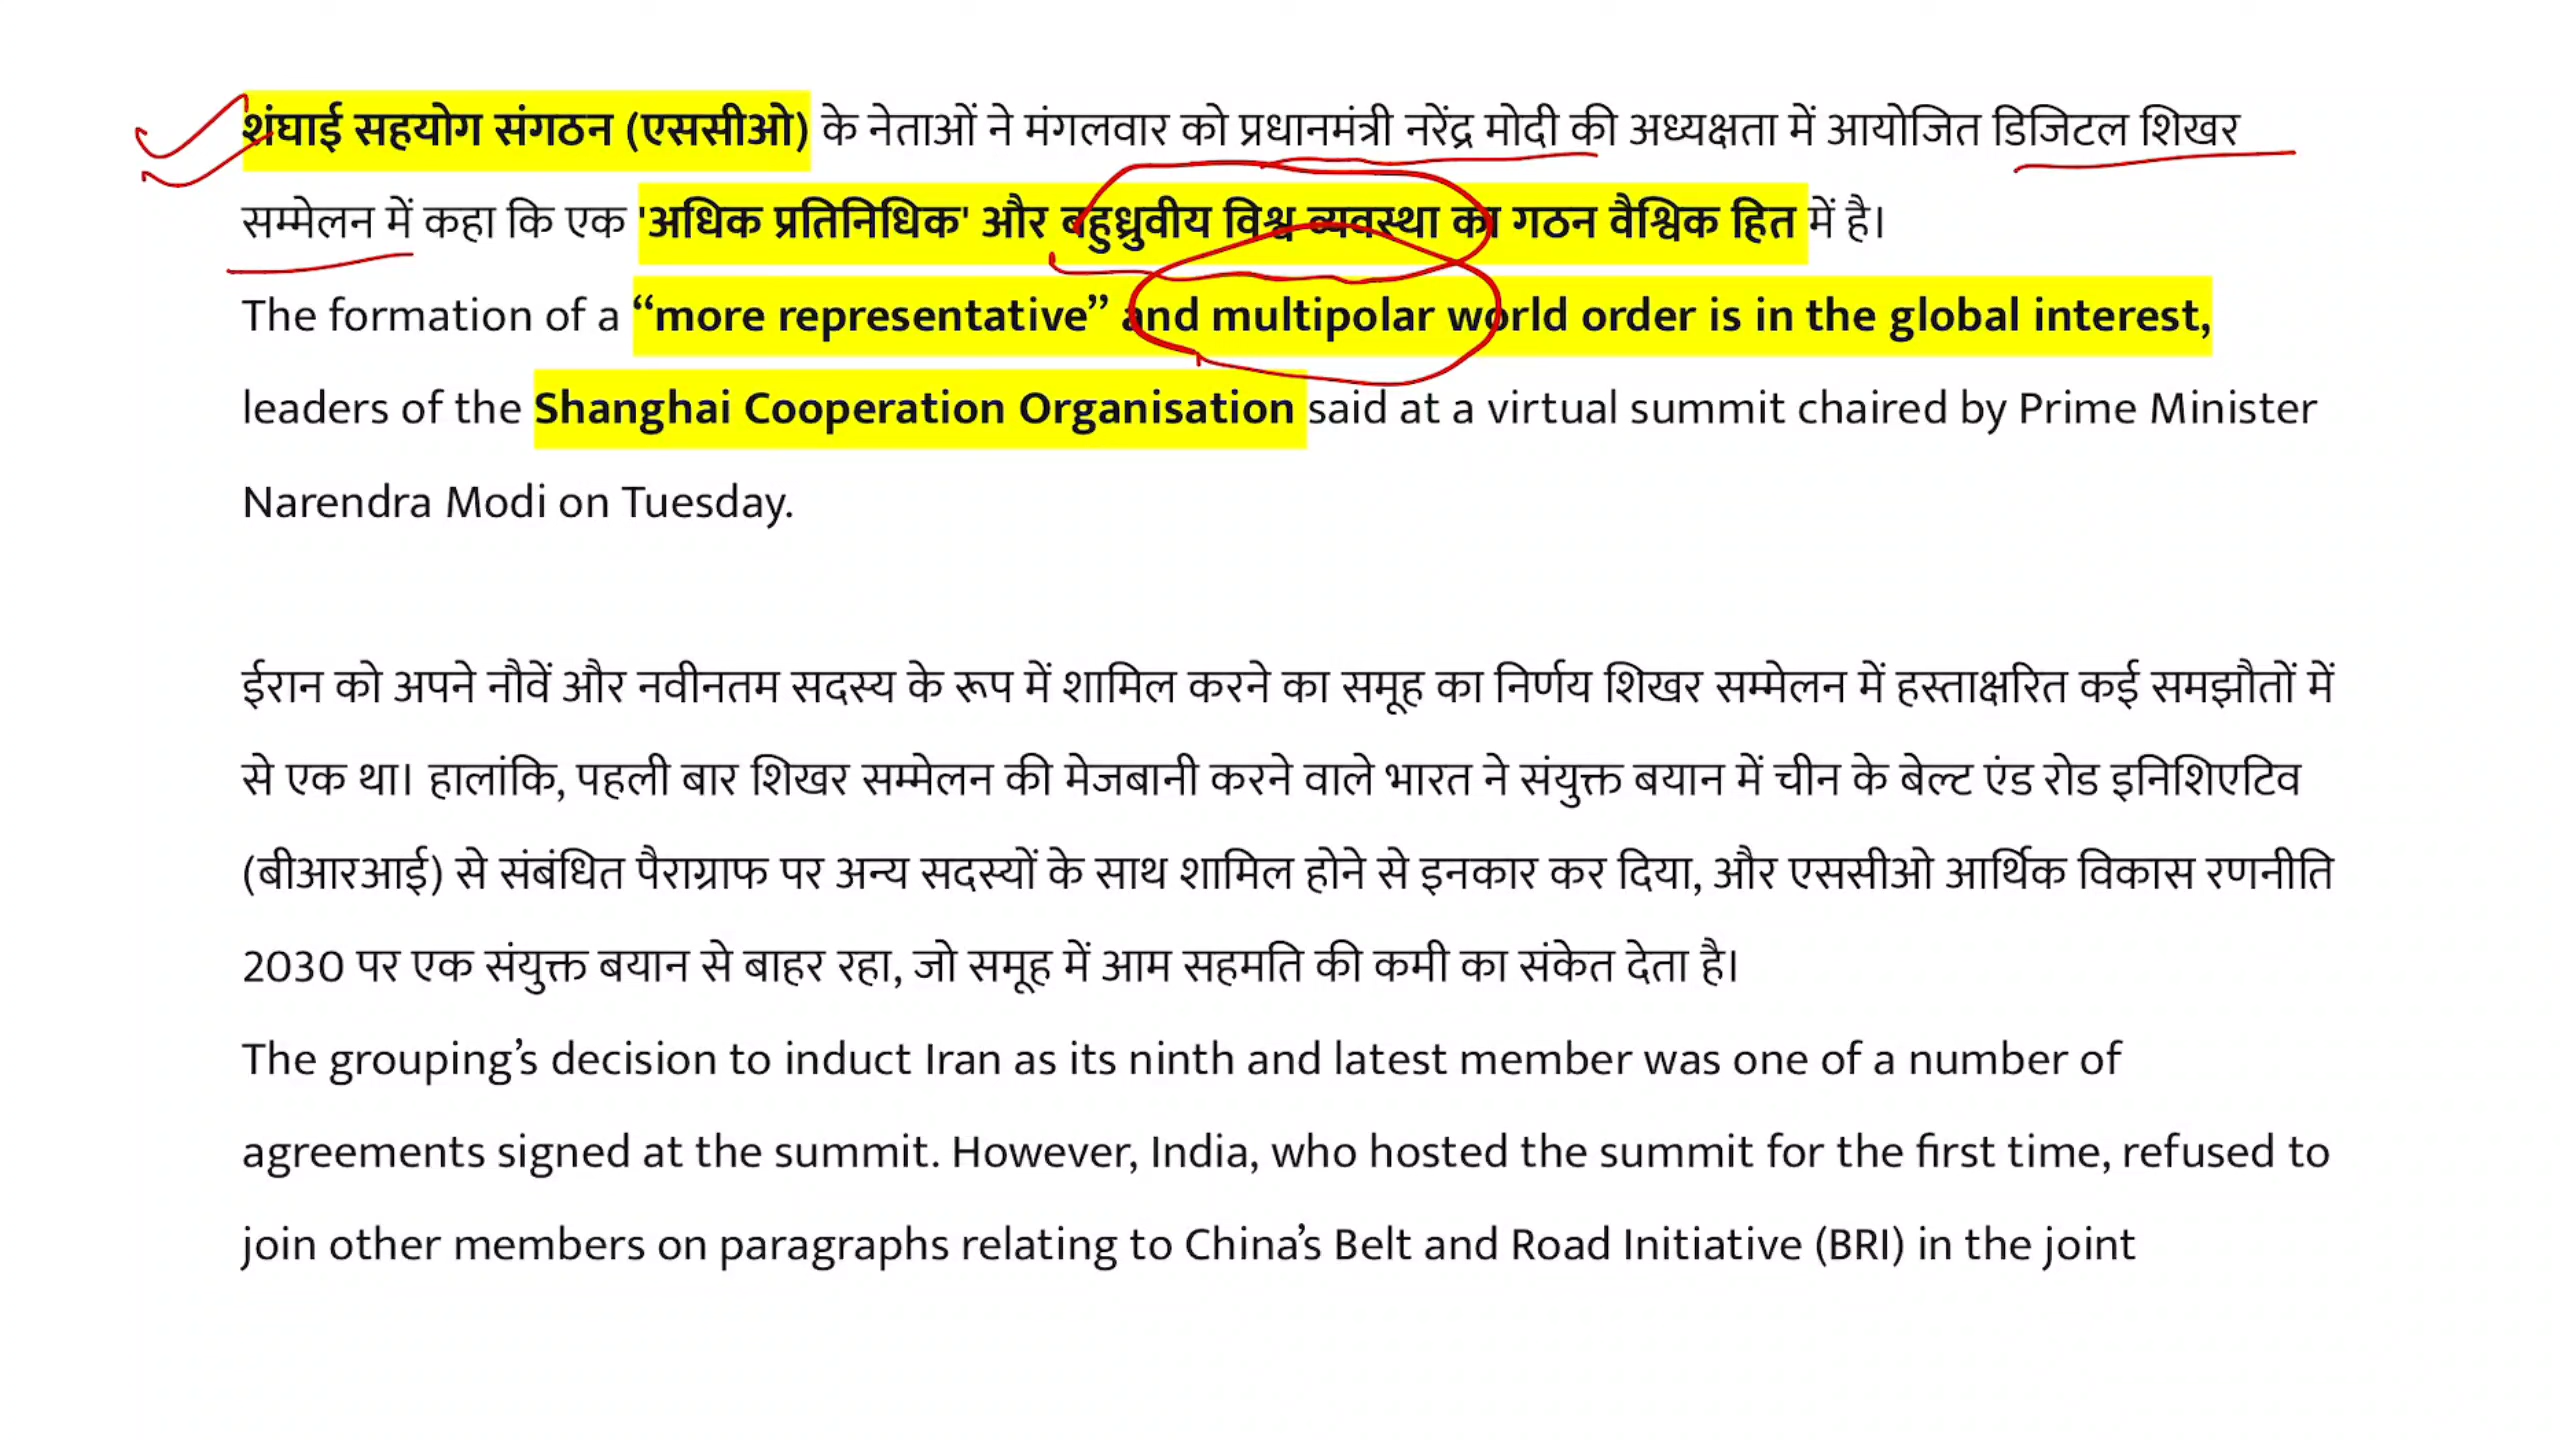 शंघाई सहयोग संगठन (एससीओ) के नेताओं ने मंगलवार को प्रधानमंत्री नरेंद्र मोदी की अध्यक्षता में आयोजित डिजिटल शिखर
सम्मेलन में कहा कि एक 'अधिक प्रतिनिधिक' और बहुध्रुवीय विश्व व्यवस्था का गठन वैश्विक हित में है।
The formation of a “more representative” and multipolar world order is in the global interest,
leaders of the Shanghai Cooperation Organisation said at a virtual summit chaired by Prime Minister
Narendra Modi on Tuesday.
ईरान को अपने नौवें और नवीनतम सदस्य के रूप में शामिल करने का समूह का निर्णय शिखर सम्मेलन में हस्ताक्षरित कई समझौतों में
से एक था। हालांकि, पहली बार शिखर सम्मेलन की मेजबानी करने वाले भारत ने संयुक्त बयान में चीन के बेल्ट एंड रोड इनिशिएटिव
(बीआरआई) से संबंधित पैराग्राफ पर अन्य सदस्यों के साथ शामिल होने से इनकार कर दिया, और एससीओ आर्थिक विकास रणनीति
2030 पर एक संयुक्त बयान से बाहर रहा, जो समूह में आम सहमति की कमी का संकेत देता है।
The grouping’s decision to induct Iran as its ninth and latest member was one of a number of
agreements signed at the summit. However, India, who hosted the summit for the first time, refused to
join other members on paragraphs relating to China’s Belt and Road Initiative (BRI) in the joint